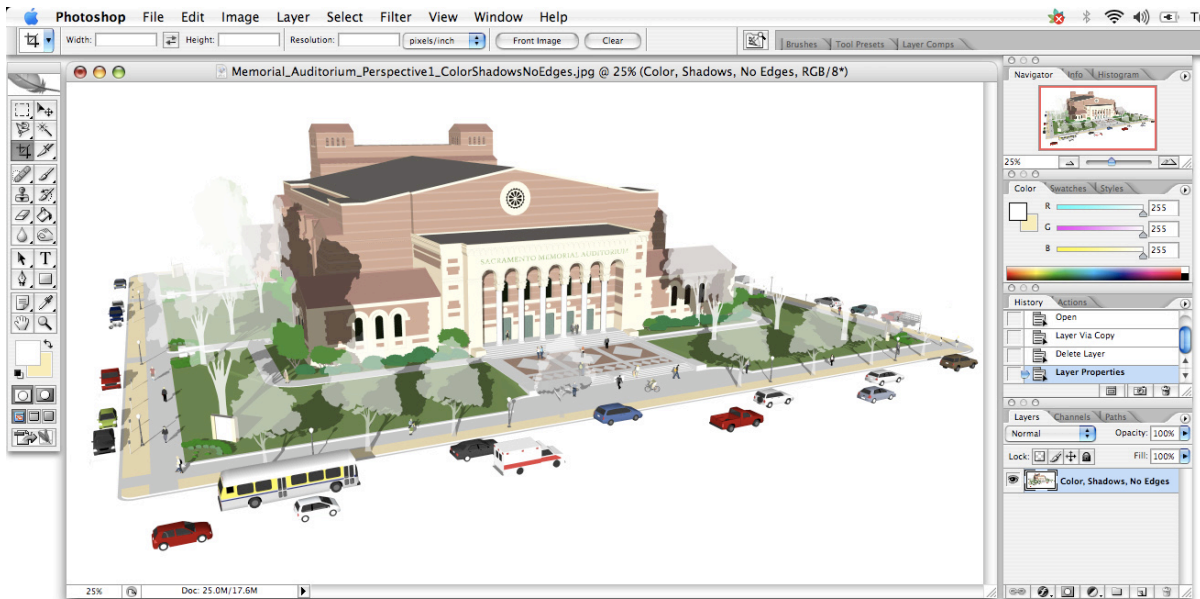 Photoshop File Edit Image Layer Select Filter View Window Help
Width: Height: Resolution: pixels/inch Front Image Clear
Brushes Tool Presets Layer Comps
Memorial_Auditorium_Perspective1_ColorShadowsNoEdges.jpg @ 25% (Color, Shadows, No Edges, RGB/8*)
Navigator Info Histogram
25%
Color Swatches Styles
R 255
G 255
B 255
History Actions
Open
Layer Via Copy
Delete Layer
Layer Properties
Layers Channels Paths
Normal Opacity: 100%
Lock: Fill: 100%
Color, Shadows, No Edges
T
SACRAMENTO MEMORIAL AUDITORIUM
25% Doc: 25.0M/17.6M